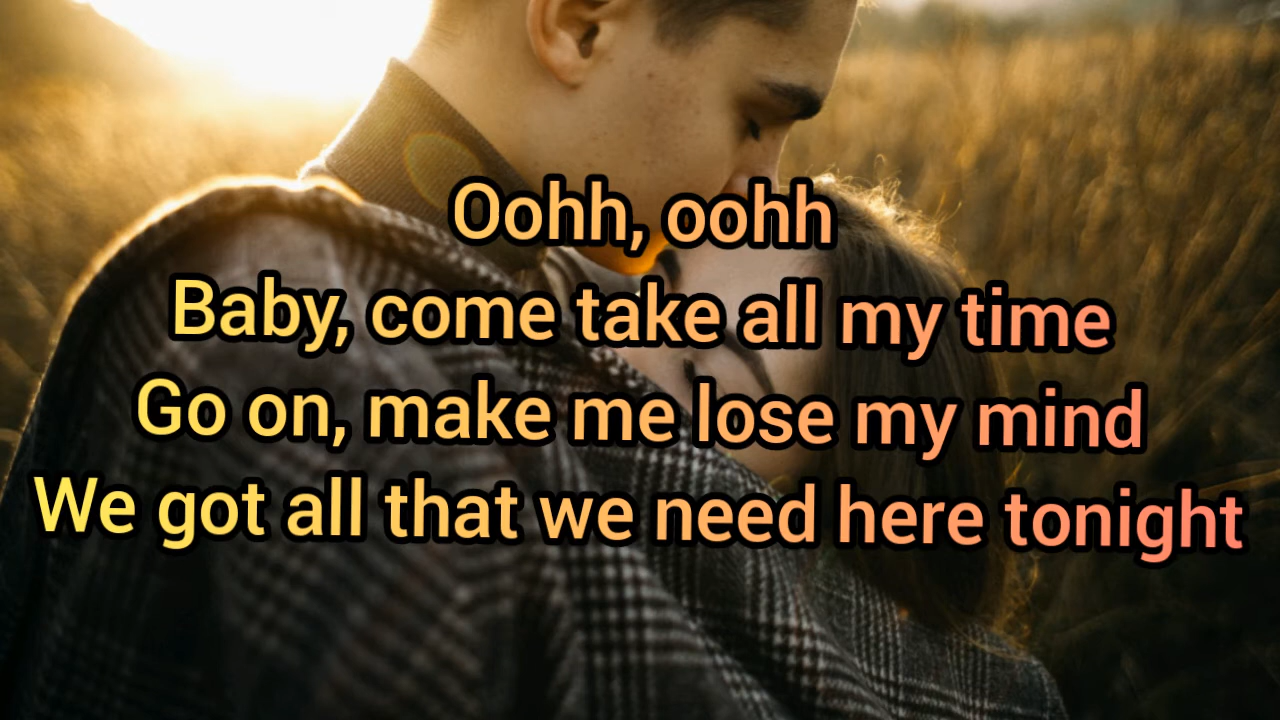 Oohh, oohh
Baby, come take all my time
Go on, make me lose my mind
We got all that we need here tonight